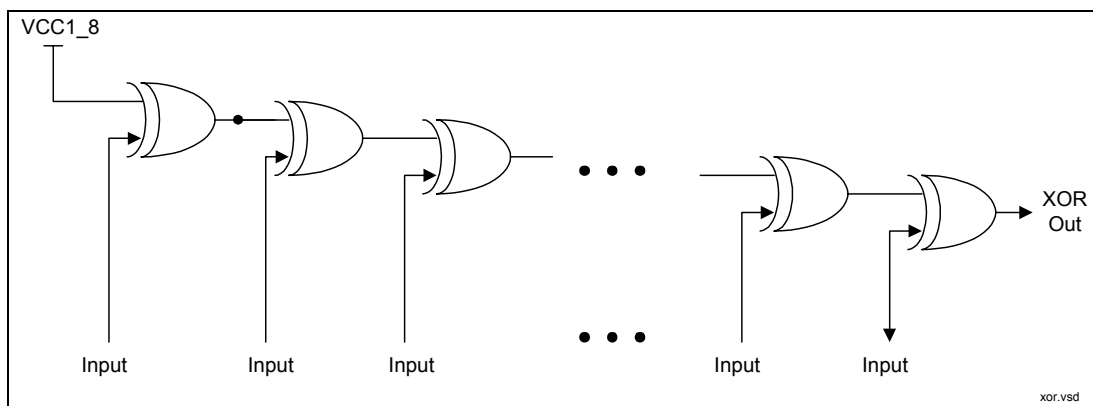 VCC1_8
XOR
Out
Input
Input
Input
Input
Input
xor.vsd